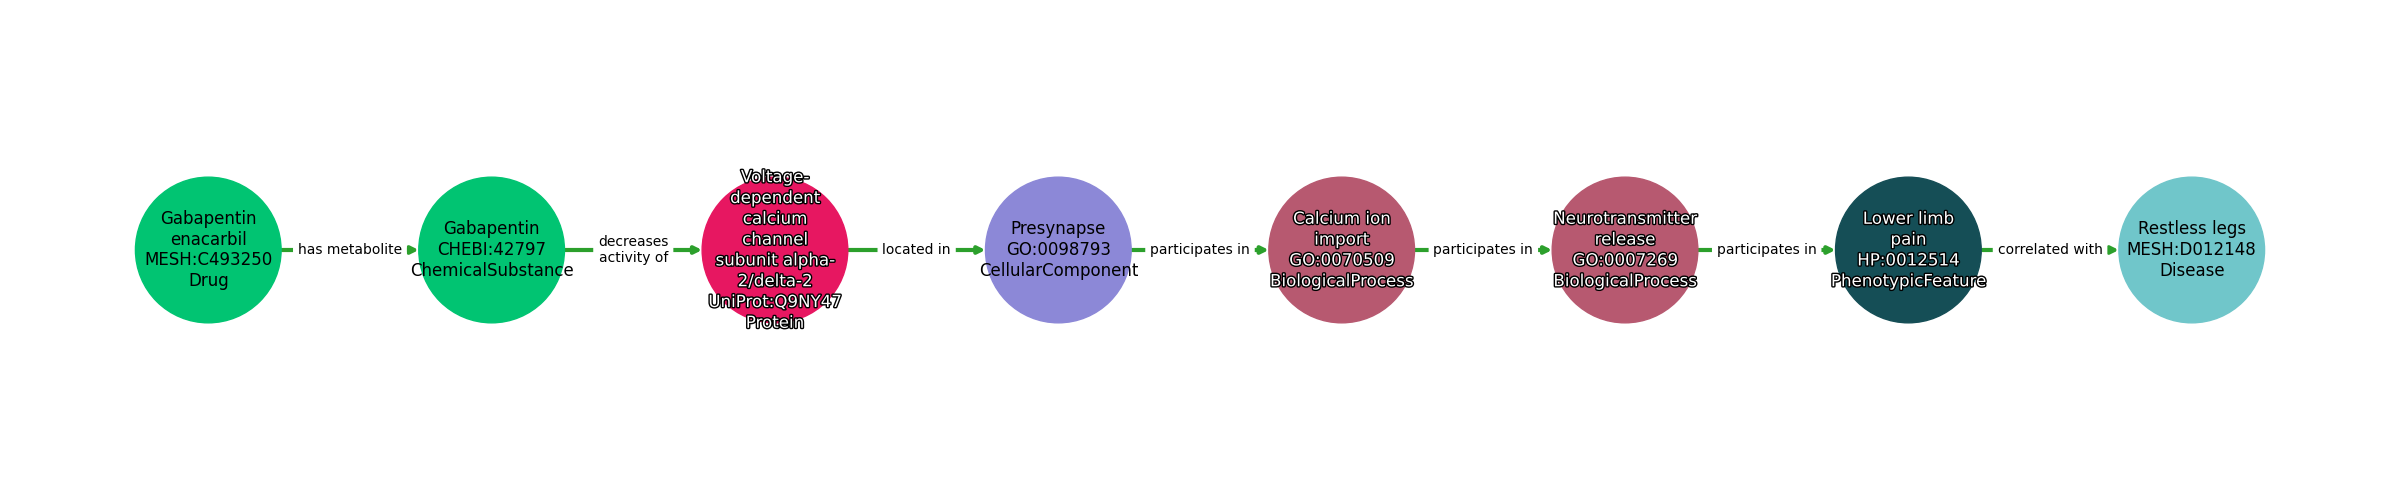 Gabapentin
enacarbil
MESH:C493250
Drug
has metabolite
Gabapentin
CHEBI:42797
ChemicalSubstance
decreases
activity of
Voltage-
dependent
calcium
channel
subunit alpha-
2/delta-2
UniProt:Q9NY47
Protein
located in
Presynapse
GO:0098793
CellularComponent
participates in
Calcium ion
import
GO:0070509
BiologicalProcess
participates in
Neurotransmitter
release
GO:0007269
BiologicalProcess
participates in
Lower limb
pain
HP:0012514
PhenotypicFeature
correlated with
Restless legs
MESH:D012148
Disease